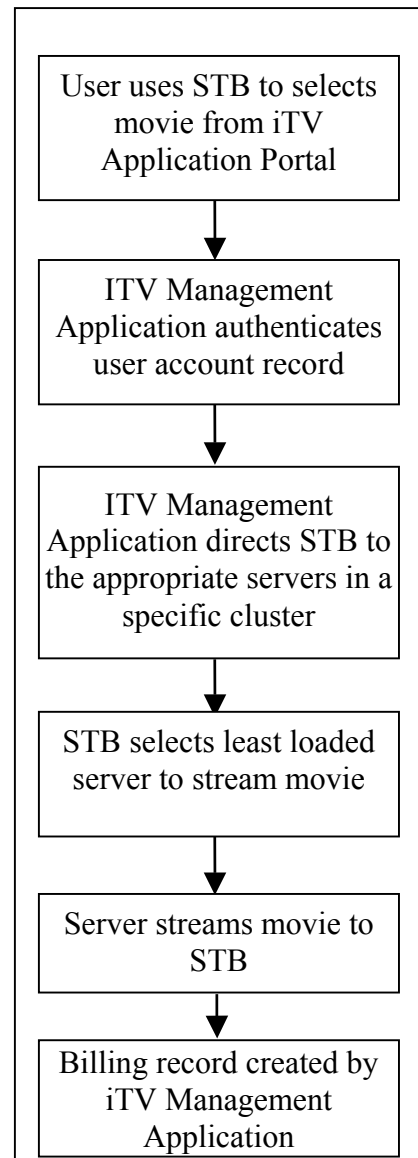 User uses STB to selects
movie from iTV
Application Portal
ITV Management
Application authenticates
user account record
ITV Management
Application directs STB to
the appropriate servers in a
specific cluster
STB selects least loaded
server to stream movie
Server streams movie to
STB
Billing record created by
iTV Management
Application